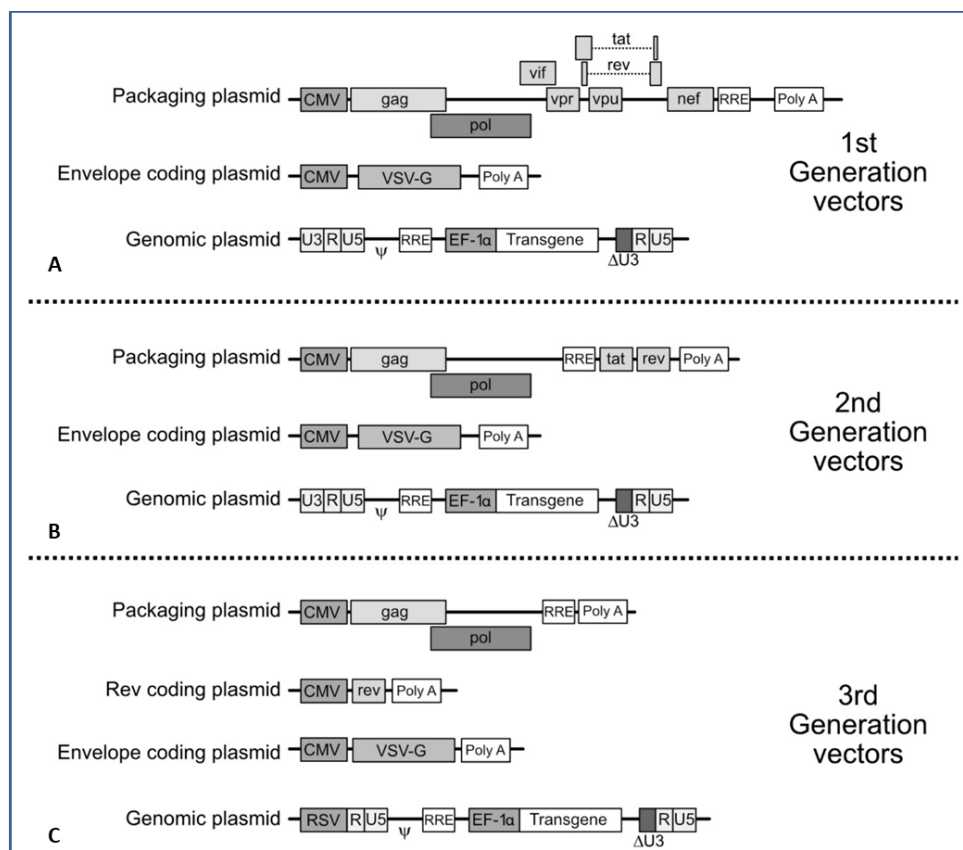 tat
rev
vif
Packaging plasmid CMV gag vpr vpu nef RRE Poly A
pol
1st
Generation
vectors
Envelope coding plasmid CMV VSV-G Poly A
Genomic plasmid U3 R U5 RRE EF-1α Transgene R U5
A ψ ΔU3
Packaging plasmid CMV gag RRE tat rev Poly A
pol
2nd
Generation
vectors
Envelope coding plasmid CMV VSV-G Poly A
Genomic plasmid U3 R U5 RRE EF-1α Transgene R U5
B ψ ΔU3
Packaging plasmid CMV gag RRE Poly A
pol
Rev coding plasmid CMV rev Poly A
3rd
Generation
vectors
Envelope coding plasmid CMV VSV-G Poly A
Genomic plasmid RSV R U5 RRE EF-1α Transgene R U5
C ψ ΔU3